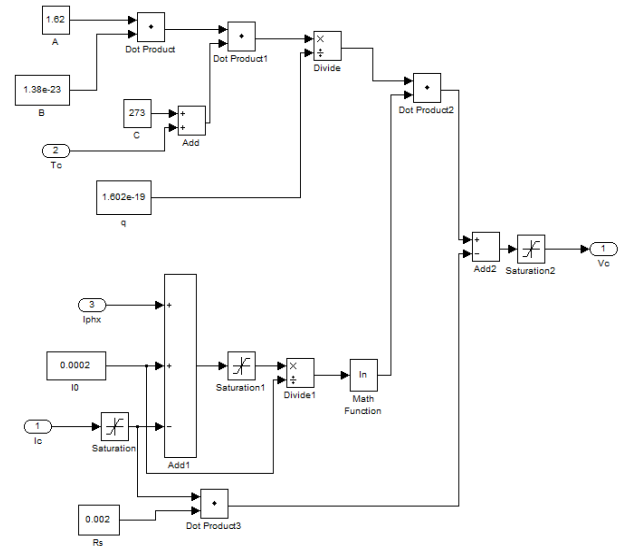 1.62
A
×
÷
Divide
Dot Product
Dot Product1
1.38e-23
B
Dot Product2
273
C
+
+
Add
2
Tc
1.602e-19
q
+
−
Add2
Saturation2
1
Vc
3
Iphx
+
0.0002
I0
+
Saturation1
×
÷
Divide1
ln
Math
Function
1
Ic
Saturation
−
Add1
0.002
Rs
Dot Product3